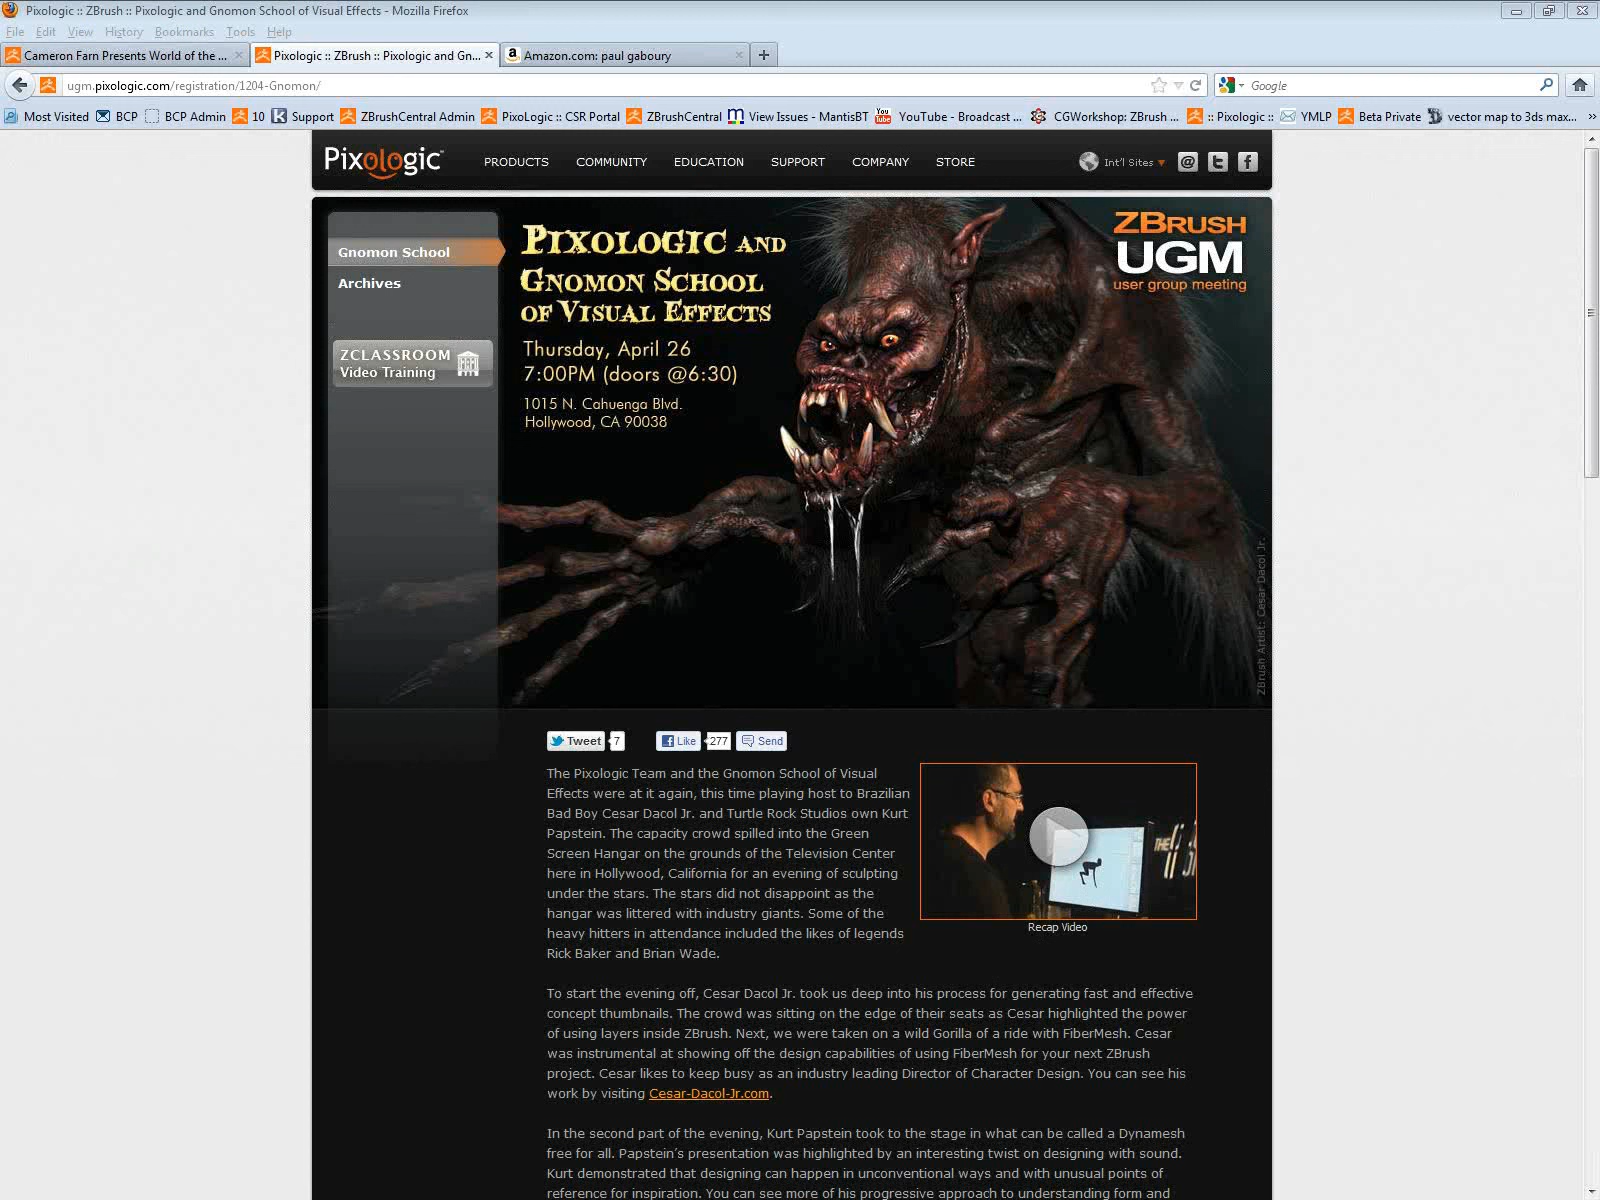 Pixologic :: ZBrush :: Pixologic and Gnomon School of Visual Effects - Mozilla Firefox
File Edit View History Bookmarks Tools Help
Cameron Farn Presents World of the ...
Pixologic :: ZBrush :: Pixologic and Gn...
Amazon.com: paul gaboury
ugm.pixologic.com/registration/1204-Gnomon/
Google
Most Visited BCP BCP Admin 10 Support ZBrushCentral Admin PixoLogic :: CSR Portal ZBrushCentral View Issues - MantisBT YouTube - Broadcast ... CGWorkshop: ZBrush ... :: Pixologic :: YMLP Beta Private vector map to 3ds max... »
Pixologic™ PRODUCTS COMMUNITY EDUCATION SUPPORT COMPANY STORE Int'l Sites
Gnomon School
Archives
ZCLASSROOM
Video Training
PIXOLOGIC AND
GNOMON SCHOOL
OF VISUAL EFFECTS
Thursday, April 26
7:00PM (doors @6:30)
1015 N. Cahuenga Blvd.
Hollywood, CA 90038
ZBRUSH
UGM
user group meeting
ZBrush Artist: Cesar Dacol Jr.
Tweet 7 Like 277 Send
The Pixologic Team and the Gnomon School of Visual
Effects were at it again, this time playing host to Brazilian
Bad Boy Cesar Dacol Jr. and Turtle Rock Studios own Kurt
Papstein. The capacity crowd spilled into the Green
Screen Hangar on the grounds of the Television Center
here in Hollywood, California for an evening of sculpting
under the stars. The stars did not disappoint as the
hangar was littered with industry giants. Some of the
heavy hitters in attendance included the likes of legends
Rick Baker and Brian Wade.
THE
Recap Video
To start the evening off, Cesar Dacol Jr. took us deep into his process for generating fast and effective
concept thumbnails. The crowd was sitting on the edge of their seats as Cesar highlighted the power
of using layers inside ZBrush. Next, we were taken on a wild Gorilla of a ride with FiberMesh. Cesar
was instrumental at showing off the design capabilities of using FiberMesh for your next ZBrush
project. Cesar likes to keep busy as an industry leading Director of Character Design. You can see his
work by visiting Cesar-Dacol-Jr.com.
In the second part of the evening, Kurt Papstein took to the stage in what can be called a Dynamesh
free for all. Papstein's presentation was highlighted by an interesting twist on designing with sound.
Kurt demonstrated that designing can happen in unconventional ways and with unusual points of
reference for inspiration. You can see more of his progressive approach to understanding form and